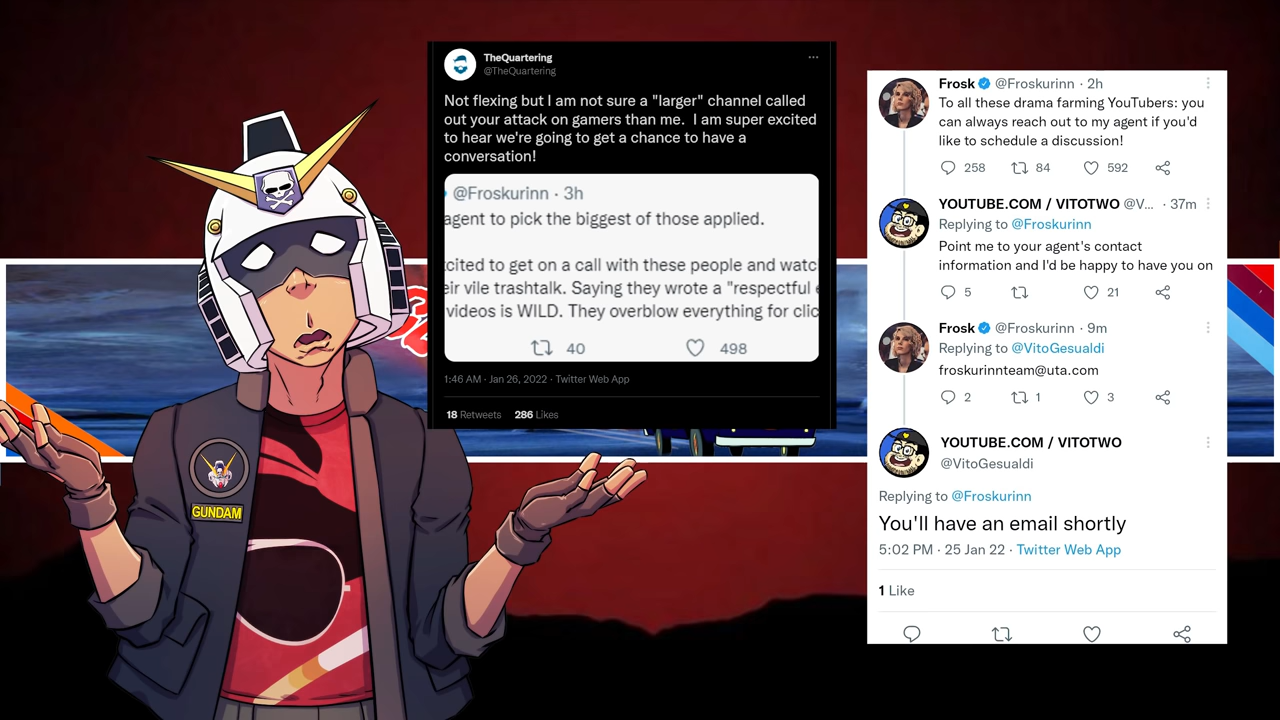 TheQuartering
@TheQuartering
Not flexing but I am not sure a "larger" channel called
out your attack on gamers than me. I am super excited
to hear we're going to get a chance to have a
conversation!
@Froskurinn · 3h
agent to pick the biggest of those applied.
cited to get on a call with these people and watc
eir vile trashtalk. Saying they wrote a "respectful e
videos is WILD. They overblow everything for clic
40 498
1:46 AM · Jan 26, 2022 · Twitter Web App
18 Retweets 286 Likes
Frosk @Froskurinn · 2h
To all these drama farming YouTubers: you
can always reach out to my agent if you'd
like to schedule a discussion!
258 84 592
YOUTUBE.COM / VITOTWO @V... · 37m
Replying to @Froskurinn
Point me to your agent's contact
information and I'd be happy to have you on
5 21
Frosk @Froskurinn · 9m
Replying to @VitoGesualdi
froskurinnteam@uta.com
2 1 3
YOUTUBE.COM / VITOTWO
@VitoGesualdi
Replying to @Froskurinn
You'll have an email shortly
5:02 PM · 25 Jan 22 · Twitter Web App
1 Like
GUNDAM